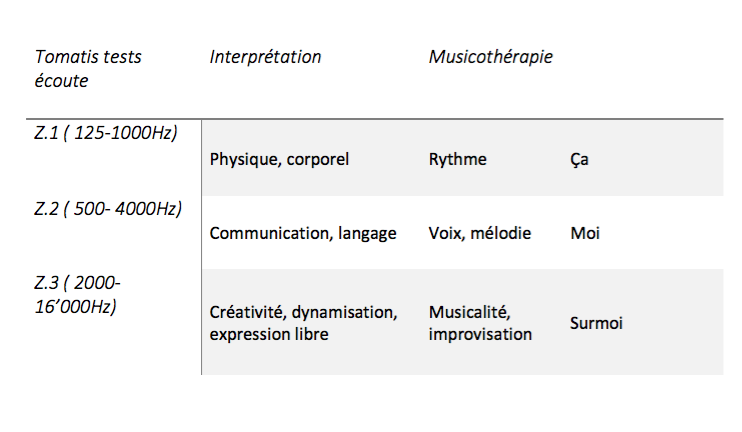 Tomatis tests Interprétation Musicothérapie
écoute
Z.1 ( 125-1000Hz)
Physique, corporel Rythme Ça
Z.2 ( 500- 4000Hz)
Communication, langage Voix, mélodie Moi
Z.3 ( 2000-
16’000Hz)
Créativité, dynamisation, Musicalité,
expression libre improvisation
Surmoi